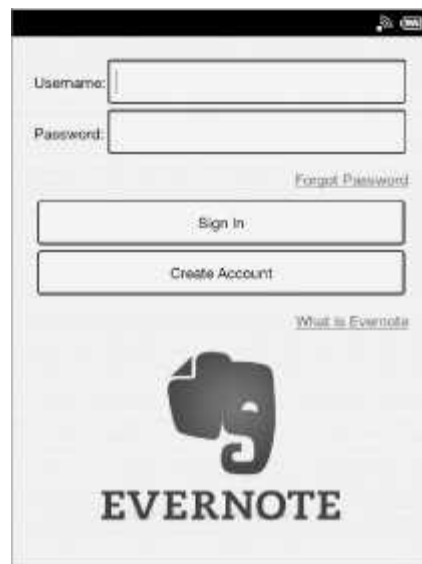 Username:
Password:
Forgot Password
Sign In
Create Account
What is Evernote
EVERNOTE